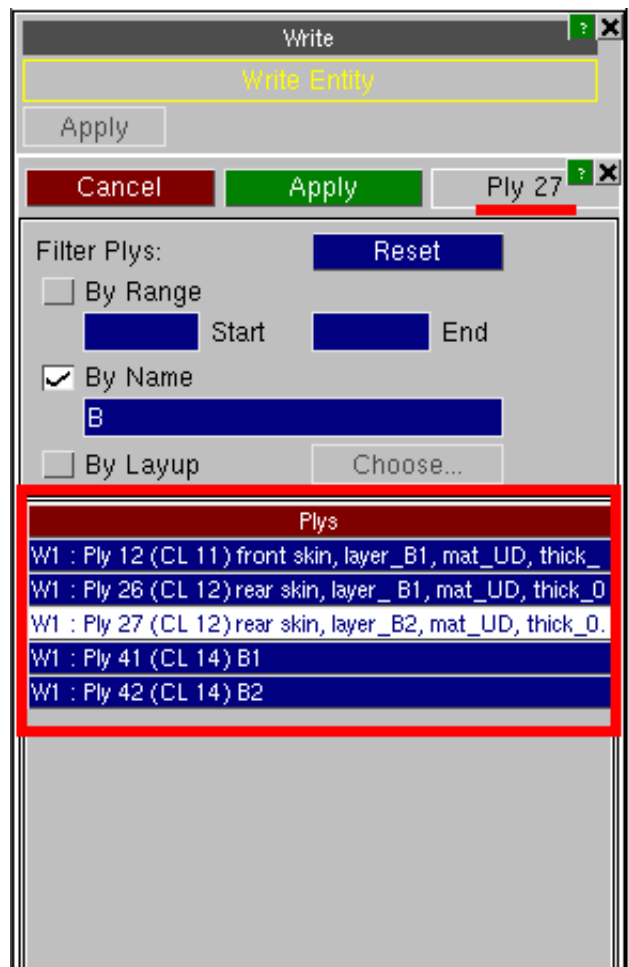 Write
?
Write Entity
Apply
?
Cancel Apply Ply 27
Filter Plys: Reset
By Range
Start End
By Name
B
By Layup Choose...
Plys
W1 : Ply 12 (CL 11) front skin, layer_B1, mat_UD, thick_
W1 : Ply 26 (CL 12) rear skin, layer_ B1, mat_UD, thick_0
W1 : Ply 27 (CL 12) rear skin, layer_B2, mat_UD, thick_0.
W1 : Ply 41 (CL 14) B1
W1 : Ply 42 (CL 14) B2